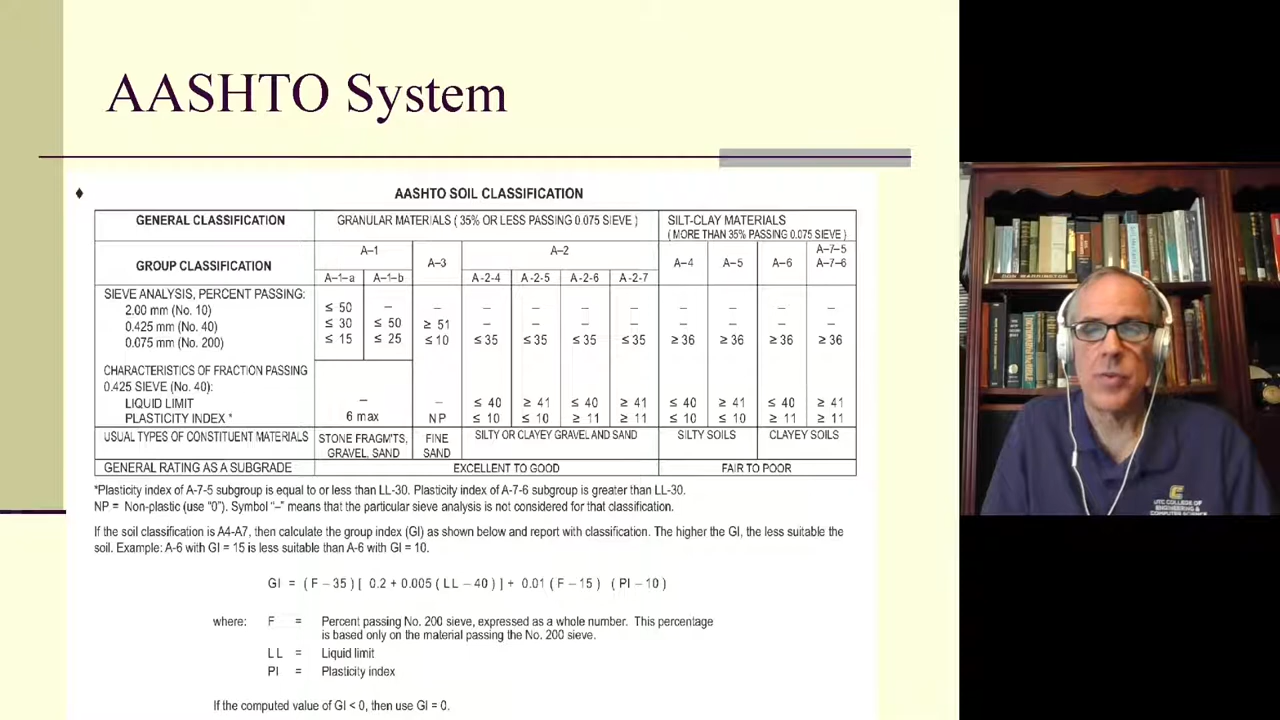 AASHTO System
AASHTO SOIL CLASSIFICATION
GENERAL CLASSIFICATION GRANULAR MATERIALS ( 35% OR LESS PASSING 0.075 SIEVE ) SILT-CLAY MATERIALS
( MORE THAN 35% PASSING 0.075 SIEVE )
GROUP CLASSIFICATION A–1 A–3 A–2 A–4 A–5 A–6 A–7-5
A–7-6
A–1-a A–1-b A-2-4 A-2-5 A-2-6 A-2-7
SIEVE ANALYSIS, PERCENT PASSING:
2.00 mm (No. 10) ≤ 50 – – – – – – – – – –
0.425 mm (No. 40) ≤ 30 ≤ 50 ≥ 51 – – – – – – – –
0.075 mm (No. 200) ≤ 15 ≤ 25 ≤ 10 ≤ 35 ≤ 35 ≤ 35 ≤ 35 ≥ 36 ≥ 36 ≥ 36 ≥ 36
CHARACTERISTICS OF FRACTION PASSING
0.425 SIEVE (No. 40):
LIQUID LIMIT – – ≤ 40 ≥ 41 ≤ 40 ≥ 41 ≤ 40 ≥ 41 ≤ 40 ≥ 41
PLASTICITY INDEX * 6 max NP ≤ 10 ≤ 10 ≥ 11 ≥ 11 ≤ 10 ≤ 10 ≥ 11 ≥ 11
USUAL TYPES OF CONSTITUENT MATERIALS STONE FRAGM'TS, GRAVEL, SAND FINE SAND SILTY OR CLAYEY GRAVEL AND SAND SILTY SOILS CLAYEY SOILS
GENERAL RATING AS A SUBGRADE EXCELLENT TO GOOD FAIR TO POOR
*Plasticity index of A-7-5 subgroup is equal to or less than LL-30. Plasticity index of A-7-6 subgroup is greater than LL-30.
NP = Non-plastic (use "0"). Symbol "–" means that the particular sieve analysis is not considered for that classification.
If the soil classification is A4-A7, then calculate the group index (GI) as shown below and report with classification. The higher the GI, the less suitable the
soil. Example: A-6 with GI = 15 is less suitable than A-6 with GI = 10.
GI = ( F – 35 ) [ 0.2 + 0.005 ( LL – 40 ) ] + 0.01 ( F – 15 ) ( PI – 10 )
where: F = Percent passing No. 200 sieve, expressed as a whole number. This percentage
is based only on the material passing the No. 200 sieve.
LL = Liquid limit
PI = Plasticity index
If the computed value of GI < 0, then use GI = 0.
UTC COLLEGE OF
ENGINEERING &
COMPUTER SCIENCE